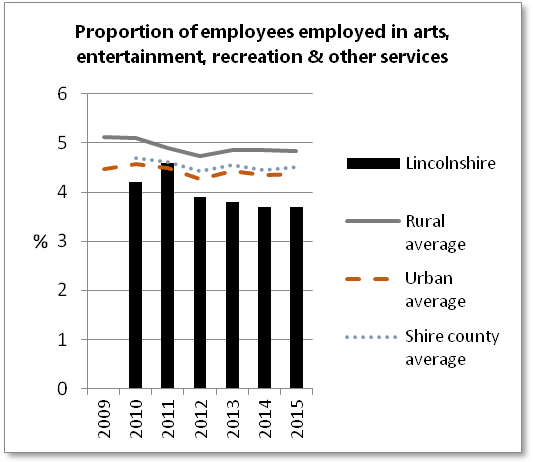 Proportion of employees employed in arts,
entertainment, recreation & other services
6
5
4
3
2
1
0
%
2009
2010
2011
2012
2013
2014
2015
Lincolnshire
Rural
average
Urban
average
Shire county
average